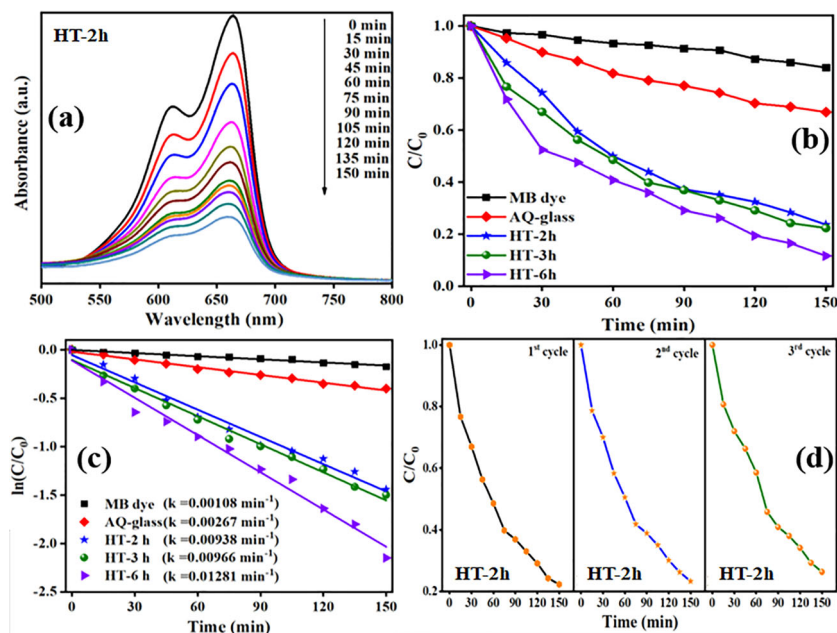 HT-2h
(a)
0 min
15 min
30 min
45 min
60 min
75 min
90 min
105 min
120 min
135 min
150 min
Absorbance (a.u.)
500 550 600 650 700 750 800
Wavelength (nm)
1.0
0.8
0.6
0.4
0.2
0.0
C/C0
(b)
MB dye
AQ-glass
HT-2h
HT-3h
HT-6h
0 30 60 90 120 150
Time (min)
0.0
-0.5
-1.0
-1.5
-2.0
-2.5
ln(C/C0)
(c)
MB dye (k =0.00108 min-1)
AQ-glass(k =0.00267 min-1)
HT-2 h (k =0.00938 min-1)
HT-3 h (k =0.00966 min-1)
HT-6 h (k =0.01281 min-1)
0 30 60 90 120 150
Time (min)
1.0
0.8
0.6
0.4
0.2
C/C0
1st cycle
2nd cycle
3rd cycle
(d)
HT-2h
HT-2h
HT-2h
0 30 60 90 120 150 0 30 60 90 120 150 0 30 60 90 120 150
Time (min)